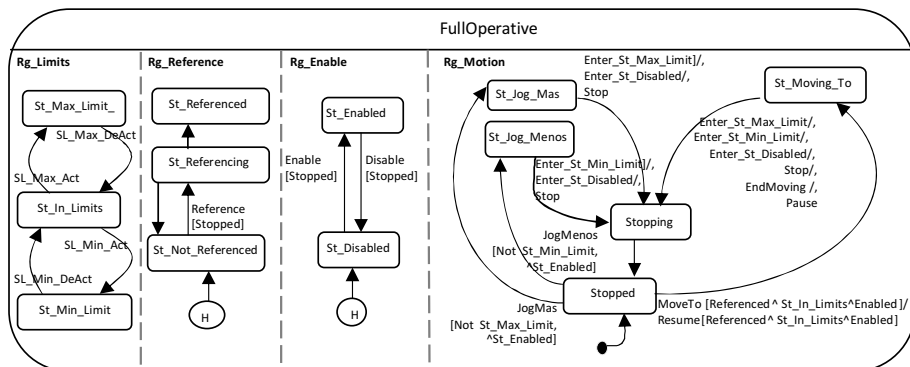 FullOperative
Rg_Limits
St_Max_Limit_
SL_Max_DeAct
SL_Max_Act
St_In_Limits
SL_Min_Act
SL_Min_DeAct
St_Min_Limit
Rg_Reference
St_Referenced
St_Referencing
Reference
[Stopped]
St_Not_Referenced
H
Rg_Enable
St_Enabled
Enable
[Stopped]
Disable
[Stopped]
St_Disabled
H
Rg_Motion
Enter_St_Max_Limit]/,
Enter_St_Disabled/,
Stop
St_Jog_Mas
St_Moving_To
St_Jog_Menos
Enter_St_Max_Limit/,
Enter_St_Min_Limit/,
Enter_St_Disabled/,
Stop/,
EndMoving /,
Pause
Enter_St_Min_Limit]/,
Enter_St_Disabled/,
Stop
Stopping
JogMenos
[Not St_Min_Limit,
^St_Enabled]
Stopped
JogMas
[Not St_Max_Limit,
^St_Enabled]
MoveTo [Referenced^ St_In_Limits^Enabled]/
Resume[Referenced^ St_In_Limits^Enabled]